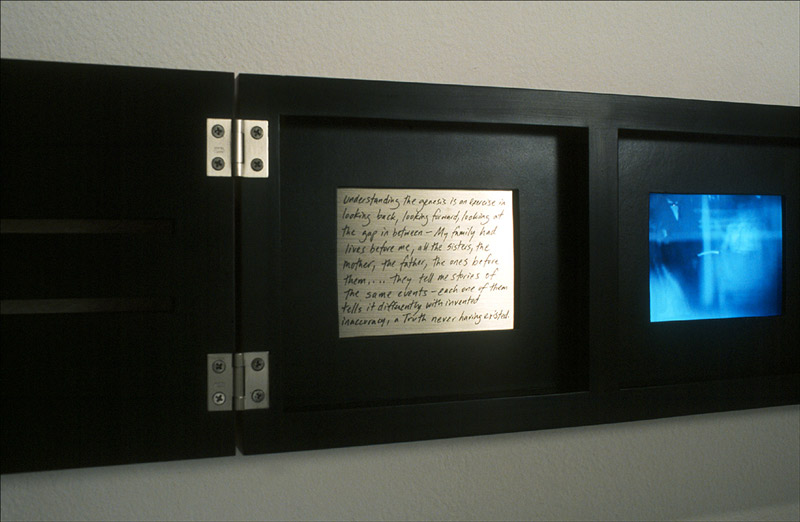 Understanding the genesis is an exercise in
looking back, looking forward, looking at
the gap in between – My family had
lives before me, all the sisters, the
mother, the father, the ones before
them, ... They tell me stories of
the same events – each one of them
tells it differently with invented
inaccuracy, a Truth never having existed.